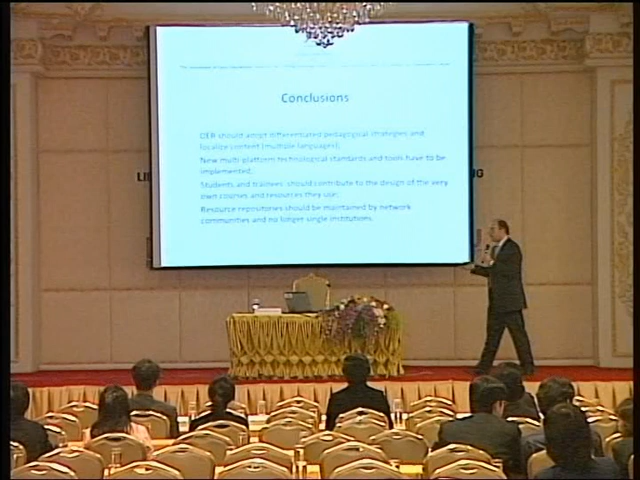 Conclusions
OER should adopt differentiated pedagogical strategies and
localize content (multiple languages);
New multi-platform technological standards and tools have to be
implemented;
Students and trainees should contribute to the design of the very
own courses and resources they use;
Resource repositories should be maintained by network
communities and no longer single institutions.